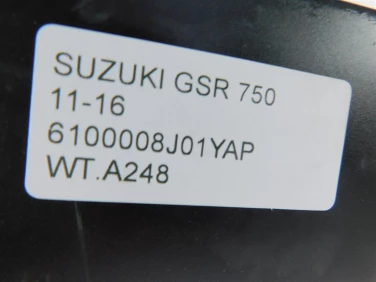 SUZUKI GSR 750
11-16
6100008J01YAP
WT.A248